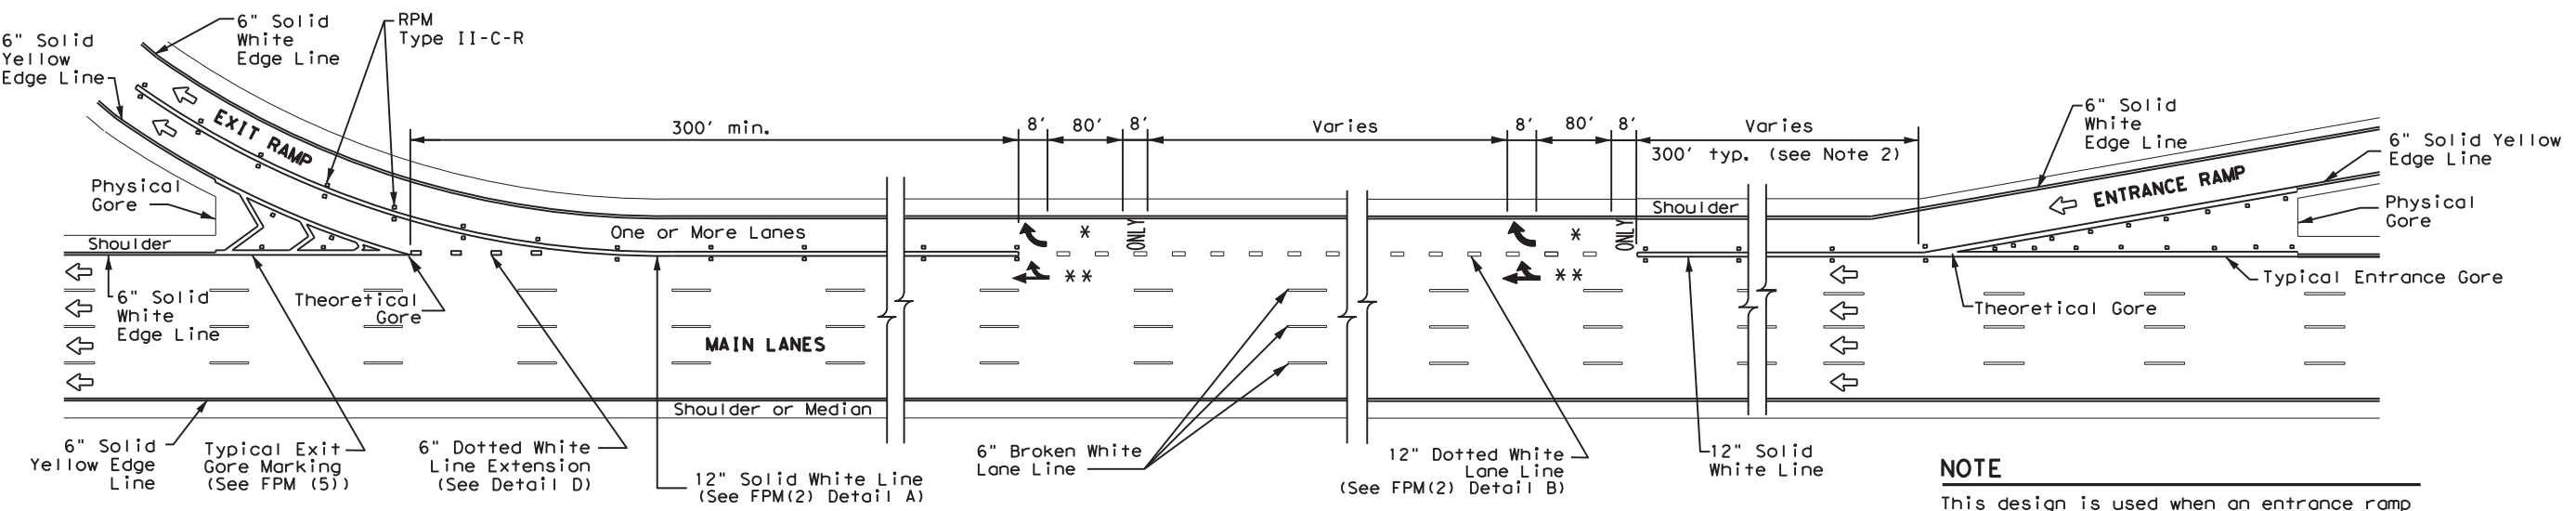 6" Solid
White
Edge Line
RPM
Type II-C-R
6" Solid
Yellow
Edge Line
EXIT RAMP
300' min.
8'
80'
8'
Varies
8'
80'
8'
Varies
300' typ. (see Note 2)
6" Solid
White
Edge Line
6" Solid Yellow
Edge Line
Physical
Gore
ENTRANCE RAMP
Physical
Gore
Shoulder
Shoulder
One or More Lanes
*
ONLY
*
ONLY
**
**
6" Solid
White
Edge Line
Theoretical
Gore
Typical Entrance Gore
Theoretical Gore
MAIN LANES
Shoulder or Median
6" Solid
Yellow Edge
Line
Typical Exit
Gore Marking
(See FPM (5))
6" Dotted White
Line Extension
(See Detail D)
12" Solid White Line
(See FPM(2) Detail A)
6" Broken White
Lane Line
12" Dotted White
Lane Line
(See FPM(2) Detail B)
12" Solid
White Line
NOTE
This design is used when an entrance ramp